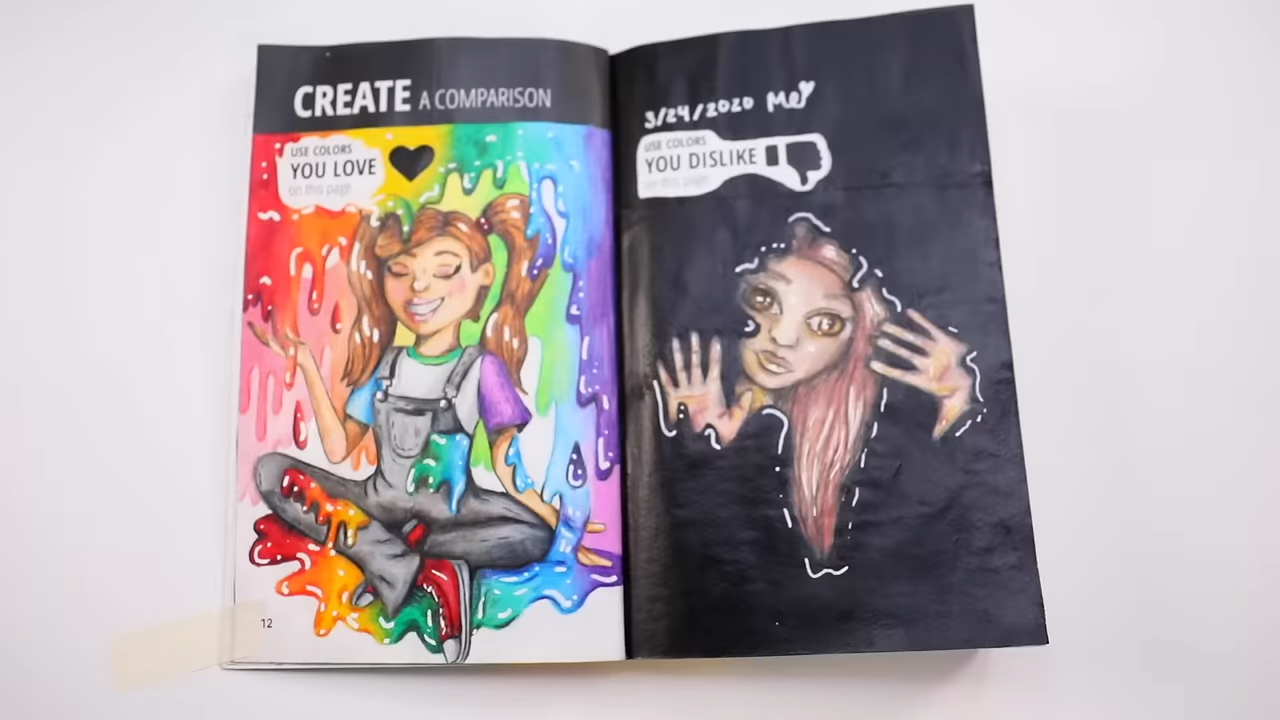 CREATE A COMPARISON
USE COLORS
YOU LOVE
on this page
12
3/24/2020 Me
USE COLORS
YOU DISLIKE
on this page